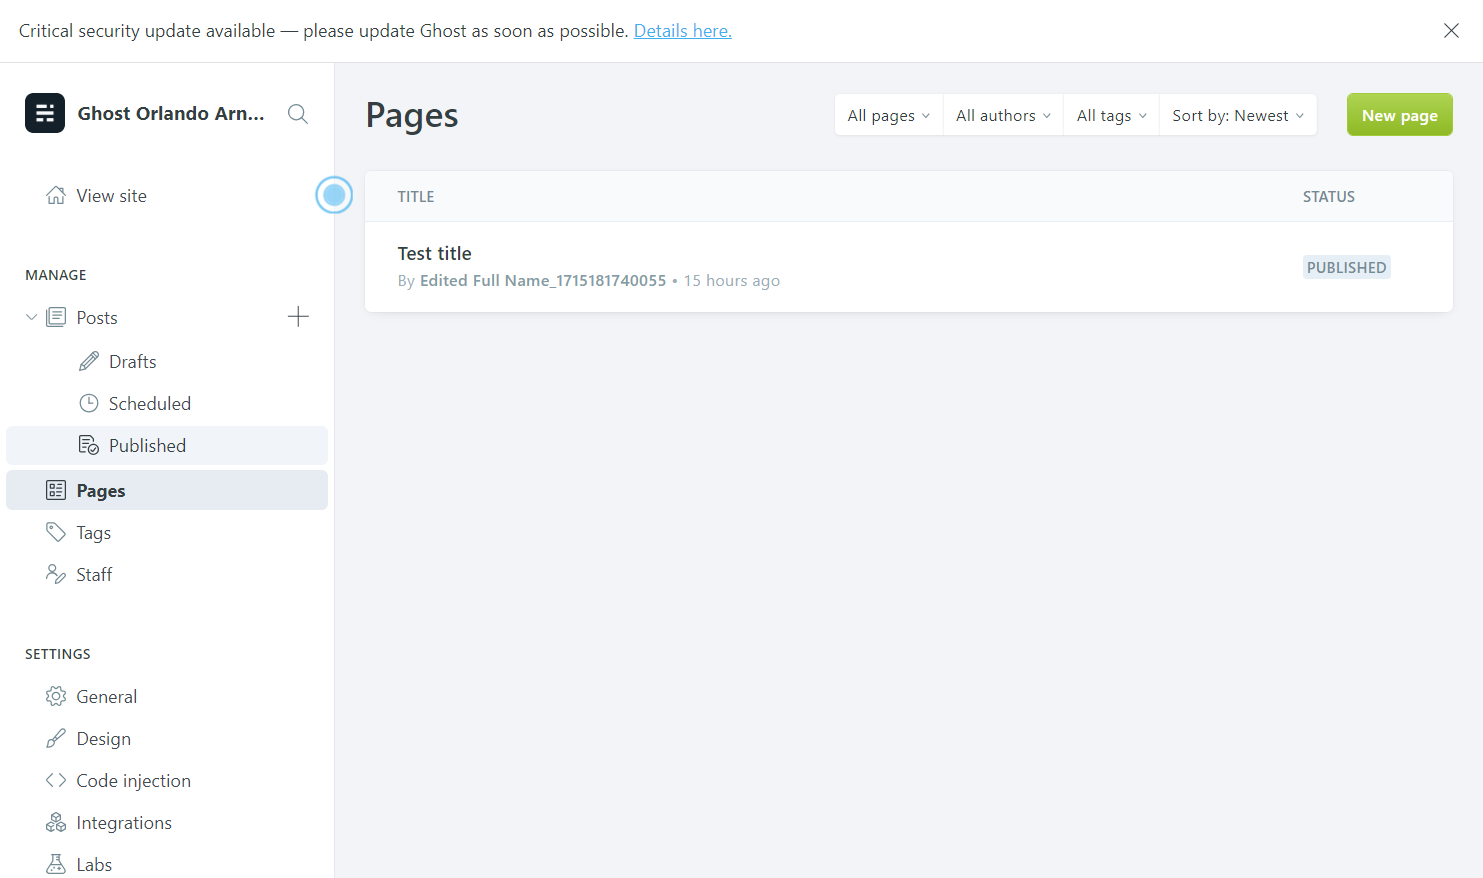 Critical security update available — please update Ghost as soon as possible. Details here.
Ghost Orlando Arn...
View site
MANAGE
Posts
Drafts
Scheduled
Published
Pages
Tags
Staff
SETTINGS
General
Design
Code injection
Integrations
Labs
Pages
All pages
All authors
All tags
Sort by: Newest
New page
TITLE
STATUS
Test title
By Edited Full Name_1715181740055 • 15 hours ago
PUBLISHED